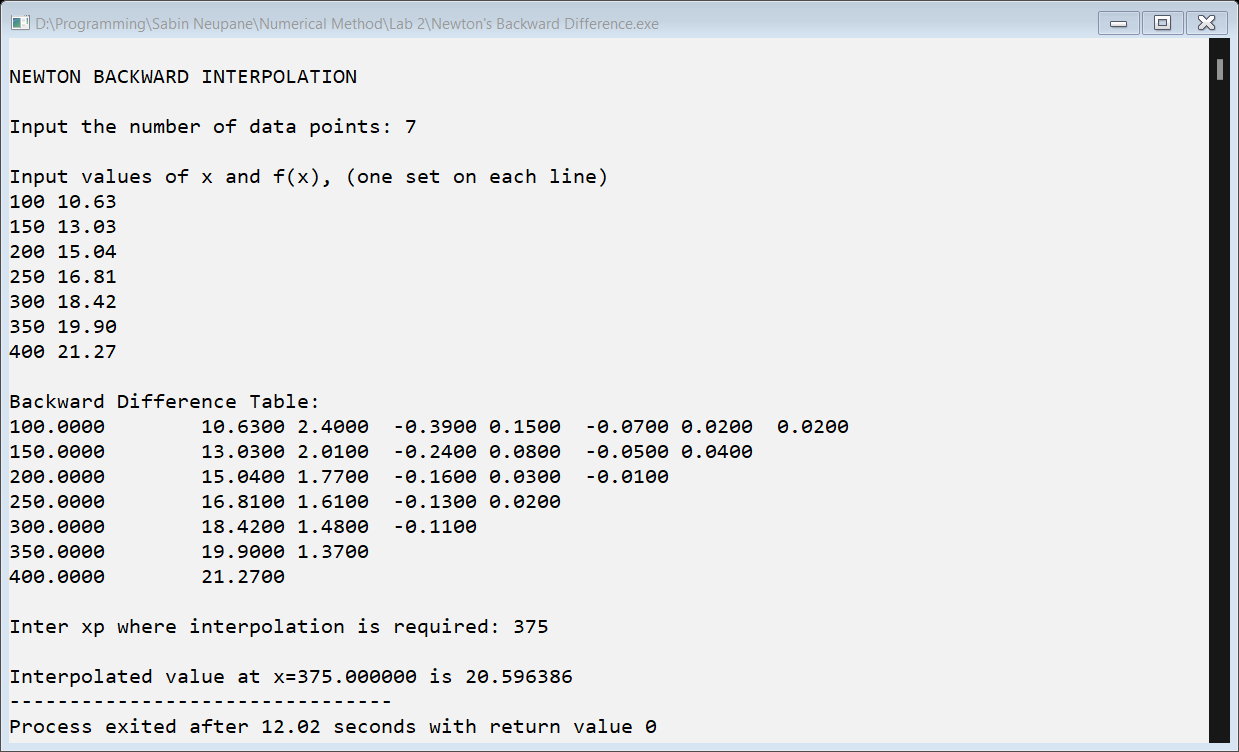 D:\Programming\Sabin Neupane\Numerical Method\Lab 2\Newton's Backward Difference.exe
NEWTON BACKWARD INTERPOLATION
Input the number of data points: 7
Input values of x and f(x), (one set on each line)
100 10.63
150 13.03
200 15.04
250 16.81
300 18.42
350 19.90
400 21.27
Backward Difference Table:
100.0000 10.6300 2.4000 -0.3900 0.1500 -0.0700 0.0200 0.0200
150.0000 13.0300 2.0100 -0.2400 0.0800 -0.0500 0.0400
200.0000 15.0400 1.7700 -0.1600 0.0300 -0.0100
250.0000 16.8100 1.6100 -0.1300 0.0200
300.0000 18.4200 1.4800 -0.1100
350.0000 19.9000 1.3700
400.0000 21.2700
Inter xp where interpolation is required: 375
Interpolated value at x=375.000000 is 20.596386
--------------------------------
Process exited after 12.02 seconds with return value 0